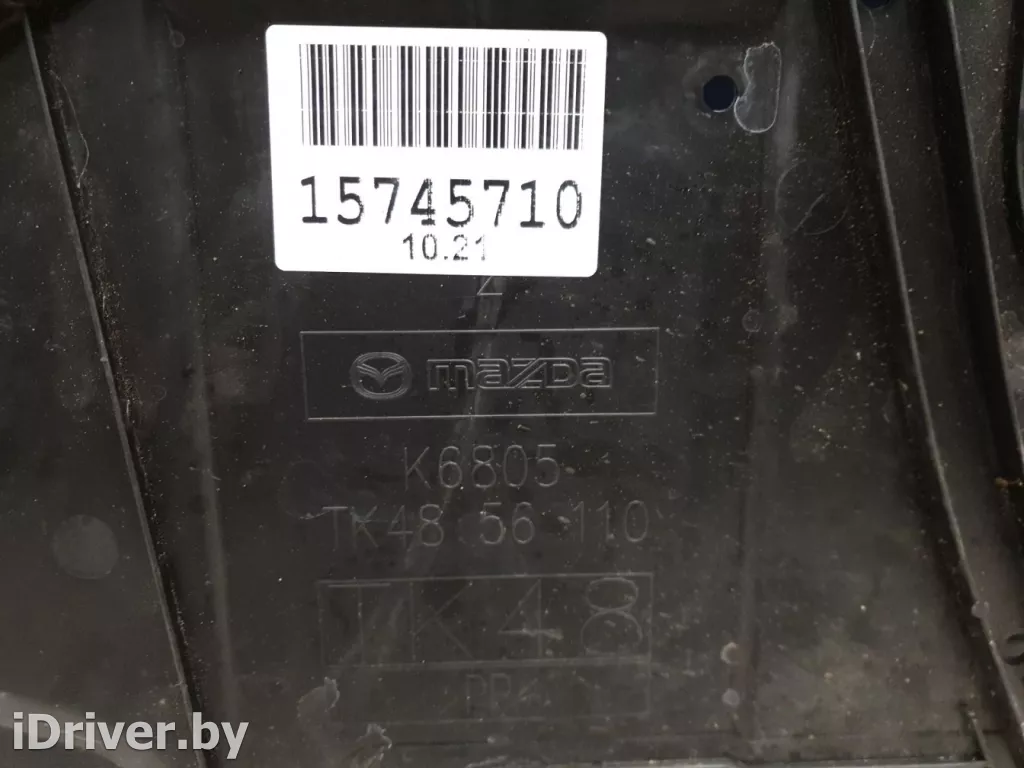 15745710
10.21
mazda
K6805
TK48 56 110
TK48
iDriver.by